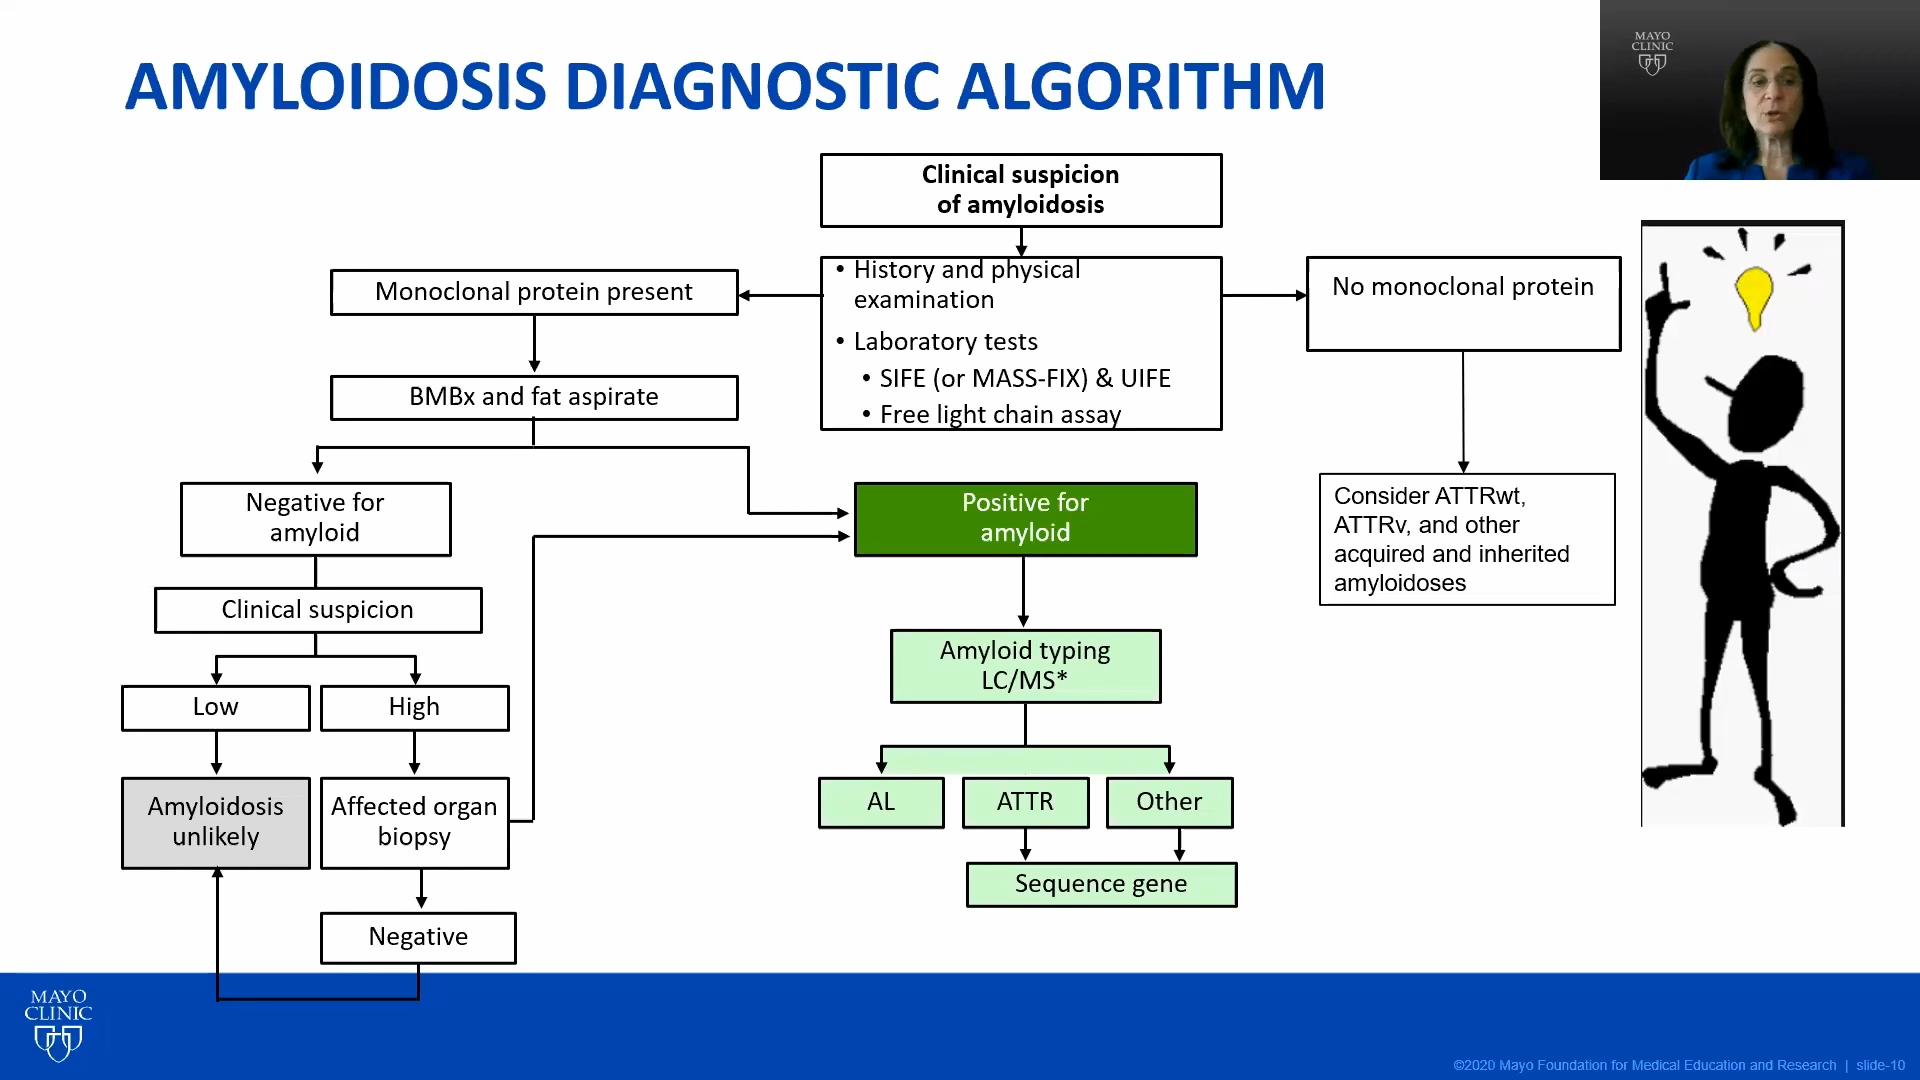 AMYLOIDOSIS DIAGNOSTIC ALGORITHM
MAYO
CLINIC
Clinical suspicion
of amyloidosis
• History and physical
examination
• Laboratory tests
• SIFE (or MASS-FIX) & UIFE
• Free light chain assay
Monoclonal protein present
No monoclonal protein
BMBx and fat aspirate
Consider ATTRwt,
ATTRv, and other
acquired and inherited
amyloidoses
Negative for
amyloid
Positive for
amyloid
Clinical suspicion
Low
High
Amyloid typing
LC/MS*
Amyloidosis
unlikely
Affected organ
biopsy
AL
ATTR
Other
Sequence gene
Negative
MAYO
CLINIC
©2020 Mayo Foundation for Medical Education and Research | slide-10